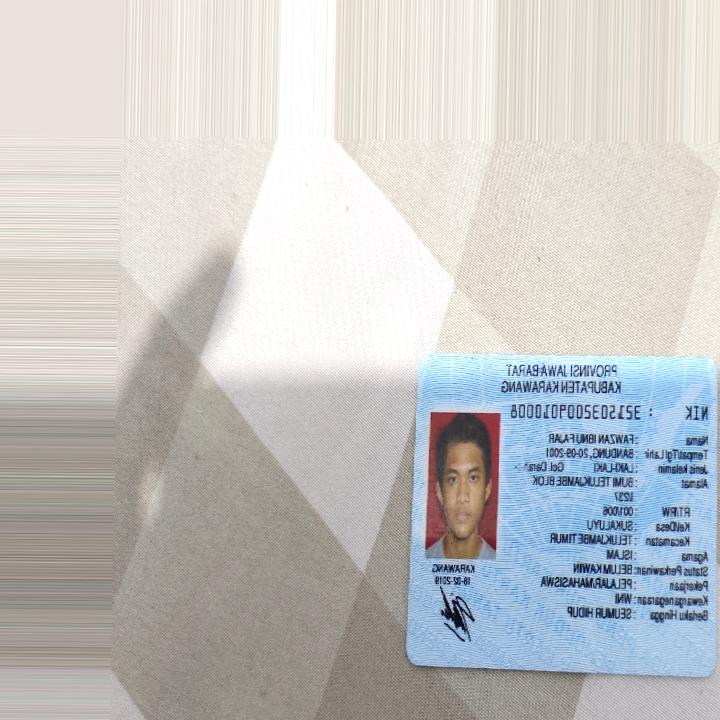 PROVINSI JAWA BARAT
KABUPATEN KARAWANG
NIK : 3215032009010008
Nama : FAWZAN IBNU FAJAR
Tempat/Tgl Lahir : BANDUNG, 20-09-2001
Jenis kelamin : LAKI-LAKI Gol. Darah : -
Alamat : BUMI TELUKJAMBE BLOK
I/237
RT/RW : 001/006
Kel/Desa : SUKALUYU
Kecamatan : TELUKJAMBE TIMUR
Agama : ISLAM
Status Perkawinan: BELUM KAWIN
Pekerjaan : PELAJAR/MAHASISWA
Kewarganegaraan: WNI
Berlaku Hingga : SEUMUR HIDUP
KARAWANG
18-02-2019